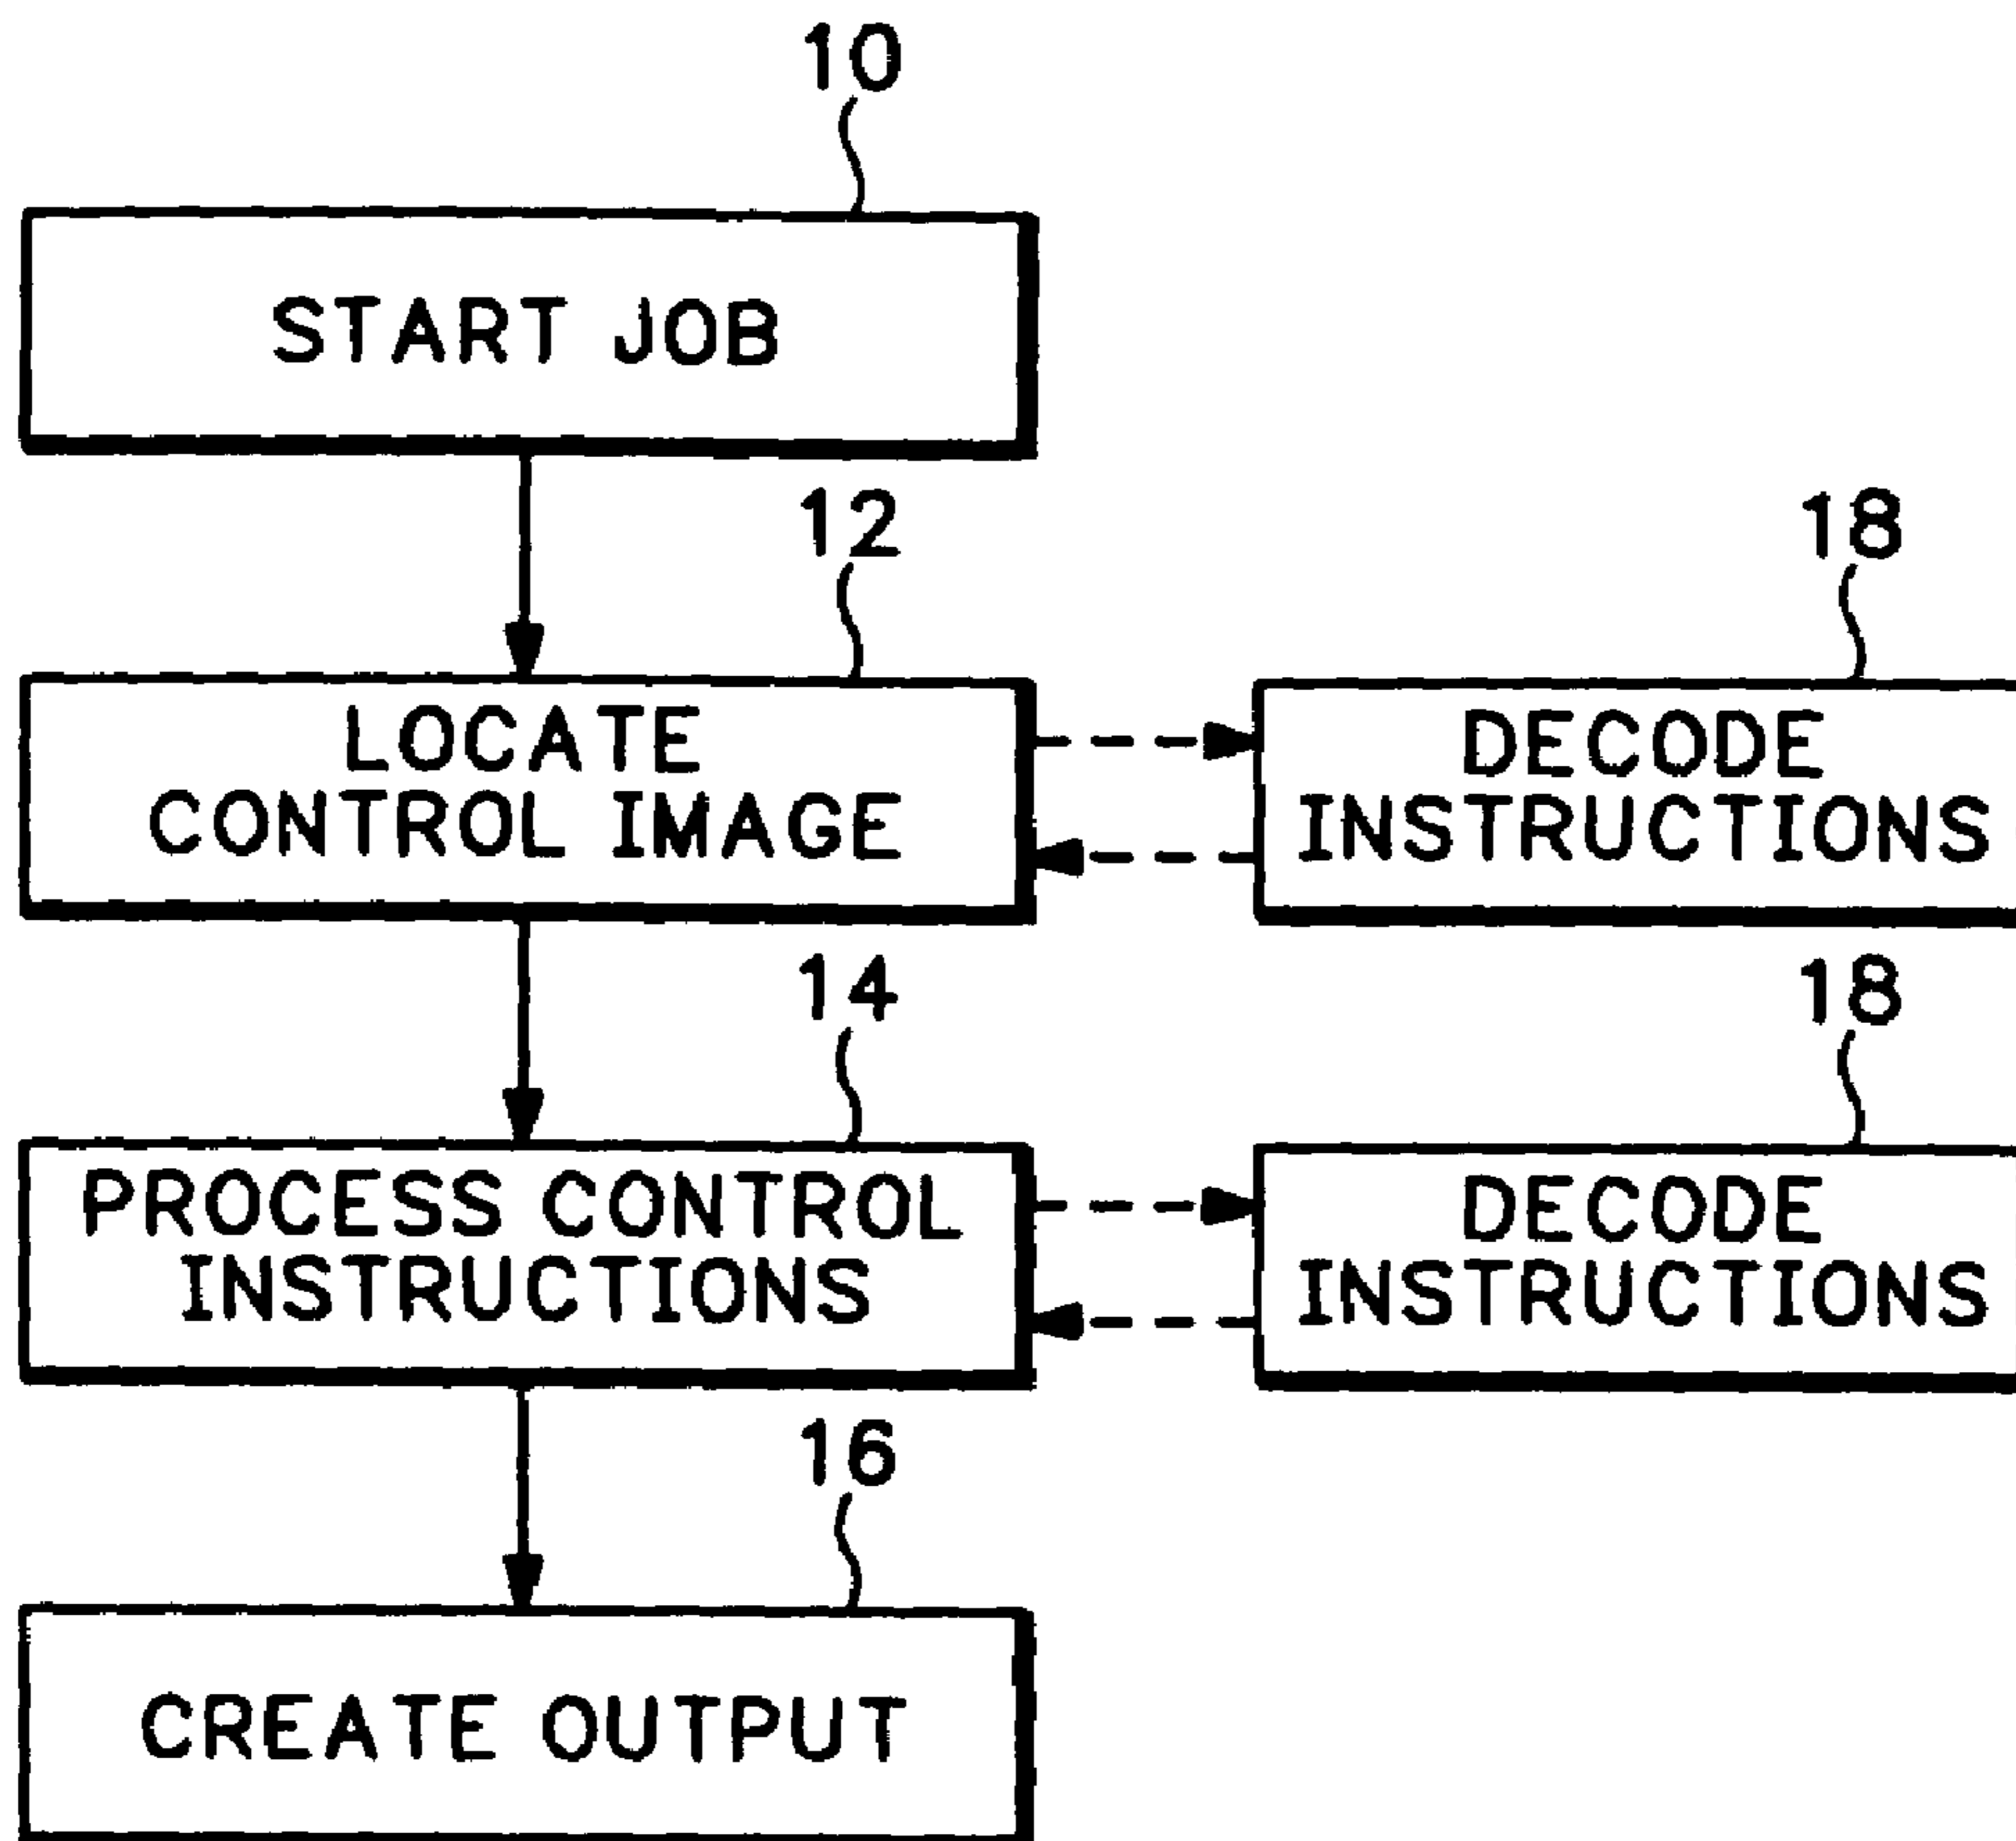 10
START JOB
12
LOCATE
CONTROL IMAGE
18
DECODE
INSTRUCTIONS
14
PROCESS CONTROL
INSTRUCTIONS
18
DECODE
INSTRUCTIONS
16
CREATE OUTPUT